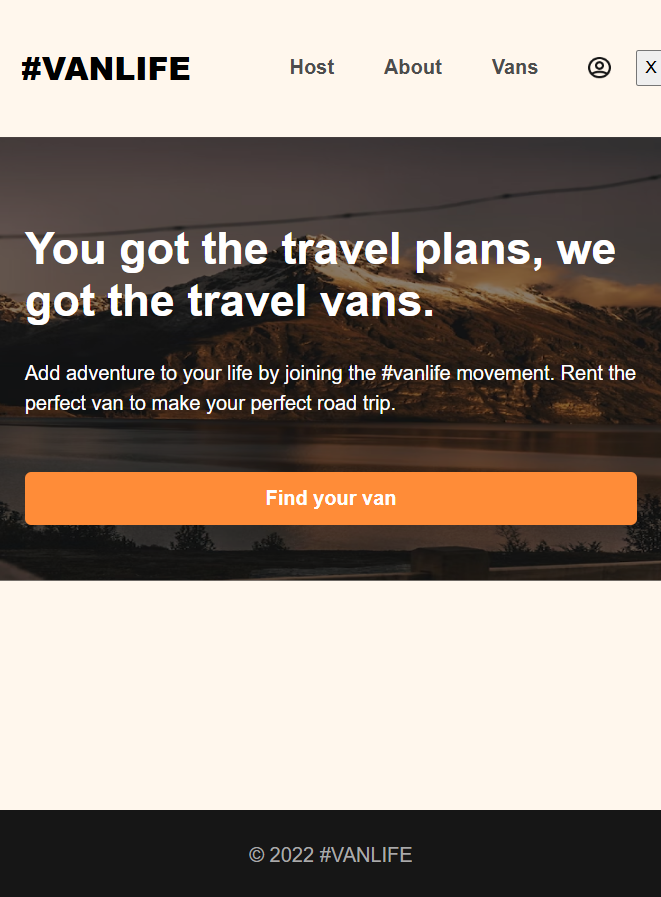 #VANLIFE Host About Vans X
You got the travel plans, we
got the travel vans.
Add adventure to your life by joining the #vanlife movement. Rent the
perfect van to make your perfect road trip.
Find your van
© 2022 #VANLIFE